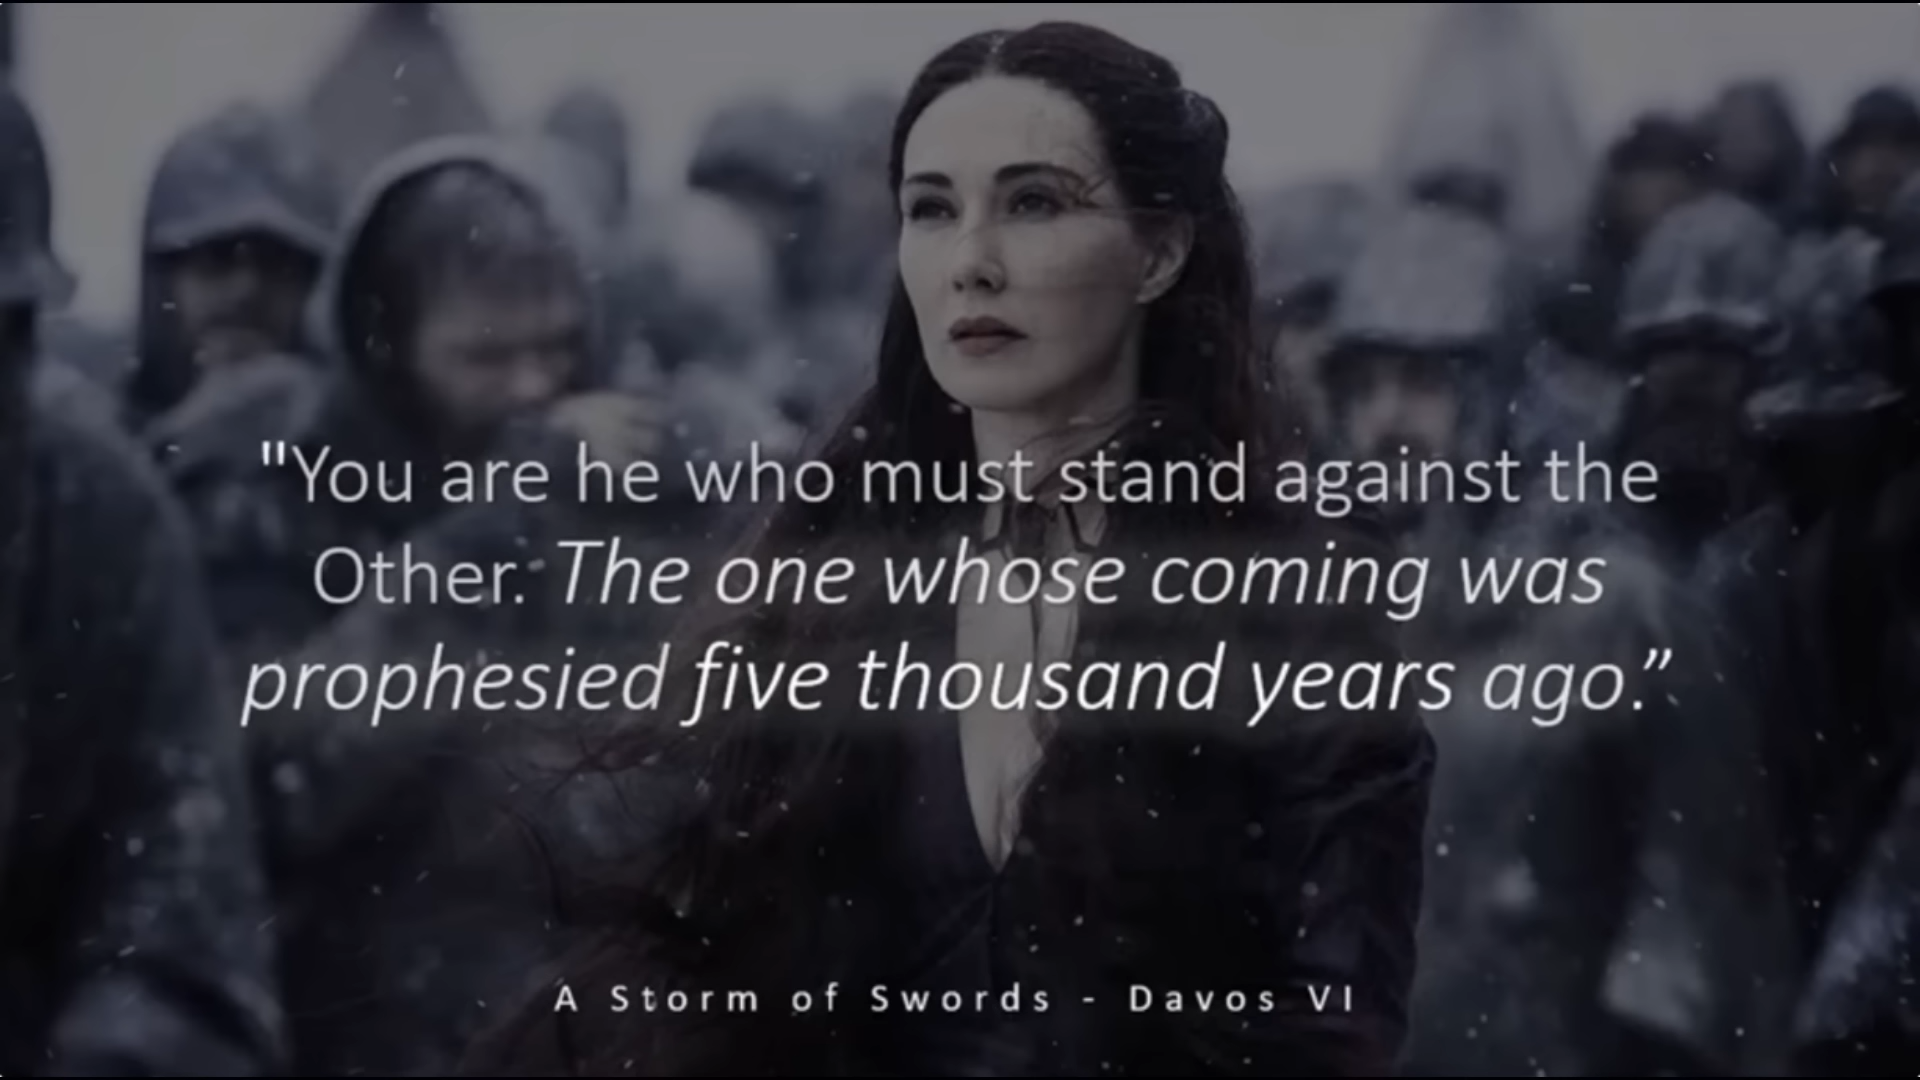 "You are he who must stand against the
Other. The one whose coming was
prophesied five thousand years ago.”
A Storm of Swords - Davos VI